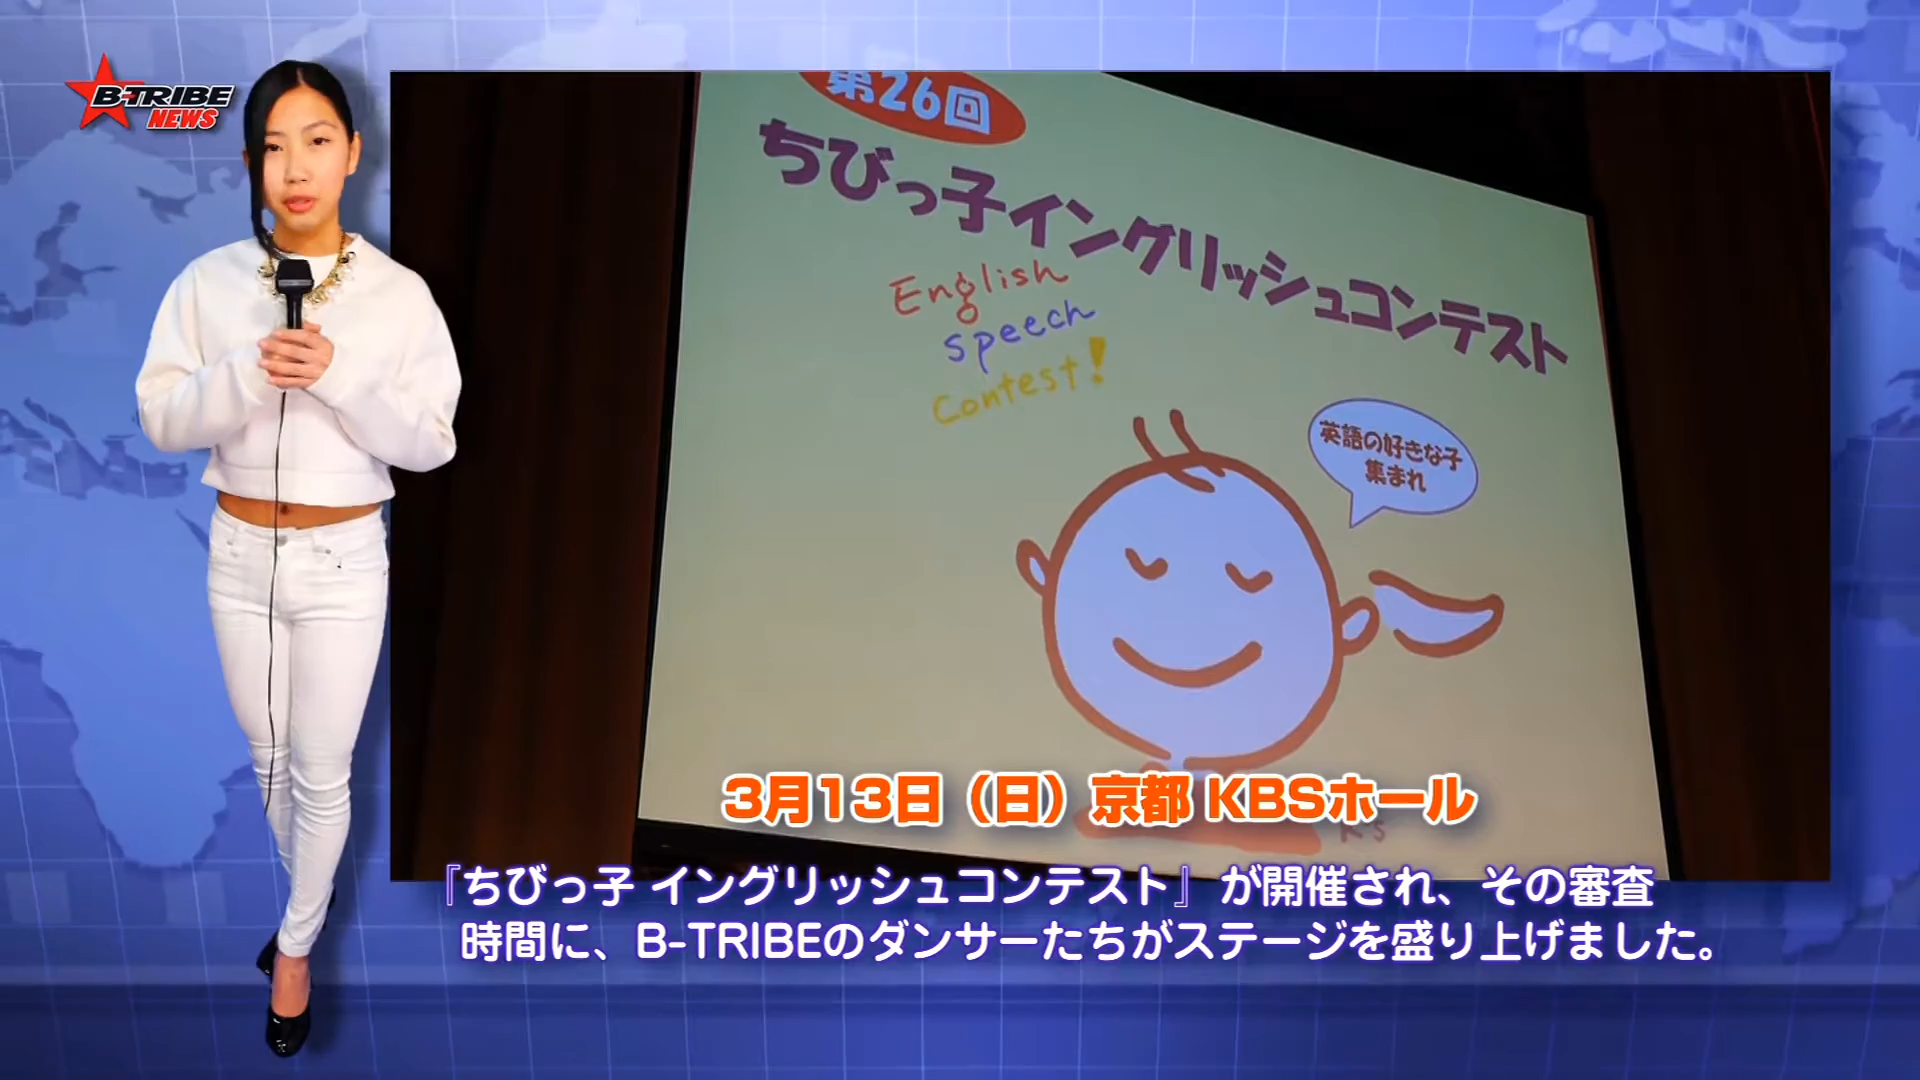 B-TRIBE
NEWS
第26回
ちびっ子イングリッシュコンテスト
English
speech
Contest!
英語の好きな子
集まれ
KS
3月13日（日）京都 KBSホール
『ちびっ子 イングリッシュコンテスト』が開催され、その審査
時間に、B-TRIBEのダンサーたちがステージを盛り上げました。